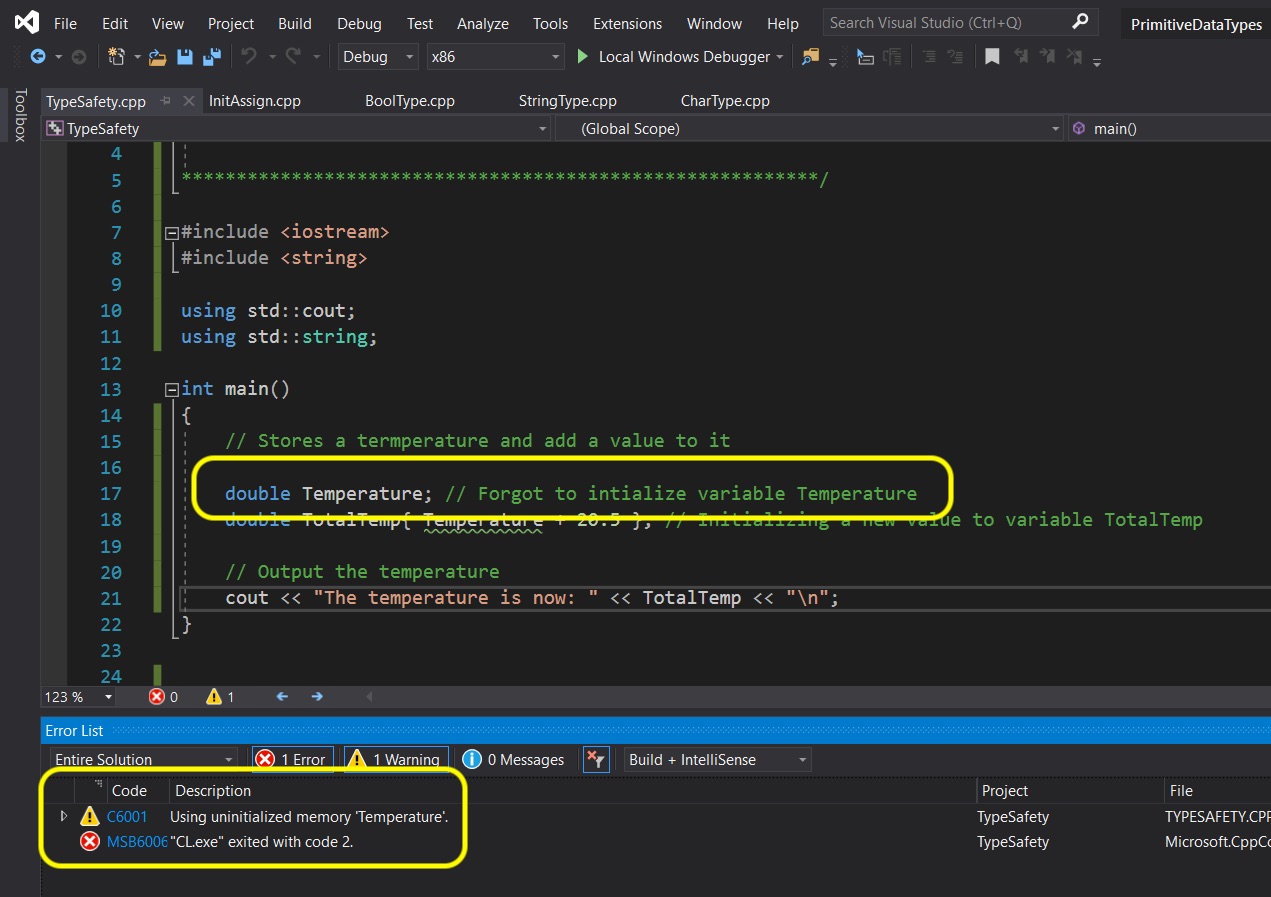 File Edit View Project Build Debug Test Analyze Tools Extensions Window Help Search Visual Studio (Ctrl+Q) PrimitiveDataTypes
Debug x86 Local Windows Debugger
Toolbox
TypeSafety.cpp InitAssign.cpp BoolType.cpp StringType.cpp CharType.cpp
TypeSafety (Global Scope) main()
4
5 **********************************************************/
6
7 #include <iostream>
8 #include <string>
9
10 using std::cout;
11 using std::string;
12
13 int main()
14 {
15 // Stores a termperature and add a value to it
16
17 double Temperature; // Forgot to intialize variable Temperature
18 double TotalTemp{ Temperature + 20.5 }; // Initializing a new value to variable TotalTemp
19
20 // Output the temperature
21 cout << "The temperature is now: " << TotalTemp << "\n";
22 }
23
24
123 % 0 1
Error List
Entire Solution 1 Error 1 Warning 0 Messages Build + IntelliSense
Code Description Project File
C6001 Using uninitialized memory 'Temperature'. TypeSafety TYPESAFETY.CPP
MSB6006 "CL.exe" exited with code 2. TypeSafety Microsoft.CppCo